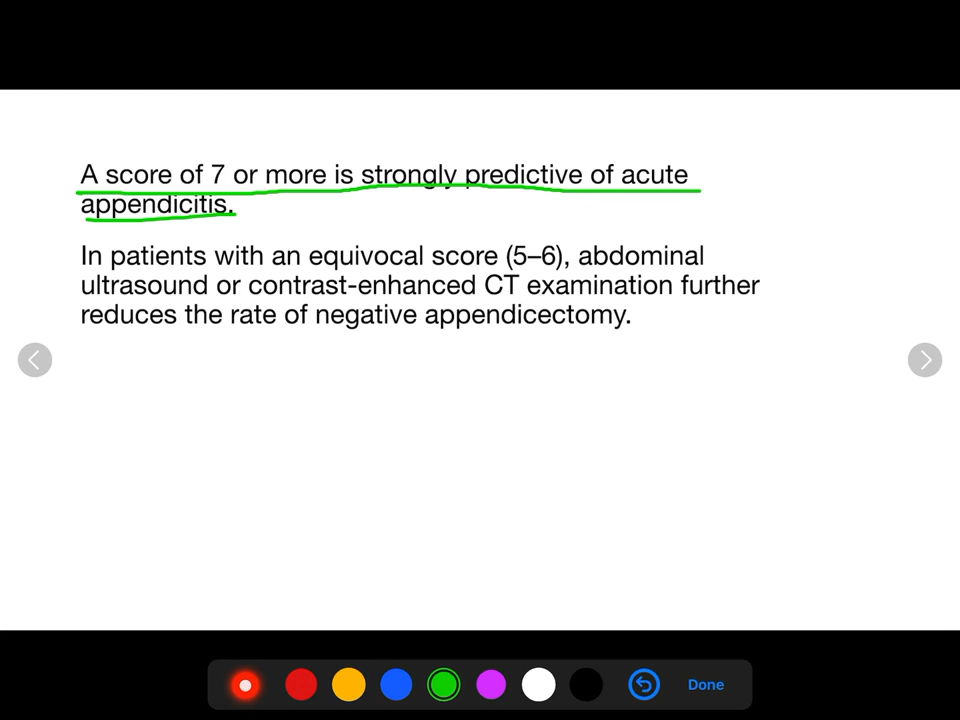 A score of 7 or more is strongly predictive of acute
appendicitis.
In patients with an equivocal score (5–6), abdominal
ultrasound or contrast-enhanced CT examination further
reduces the rate of negative appendicectomy.
Done